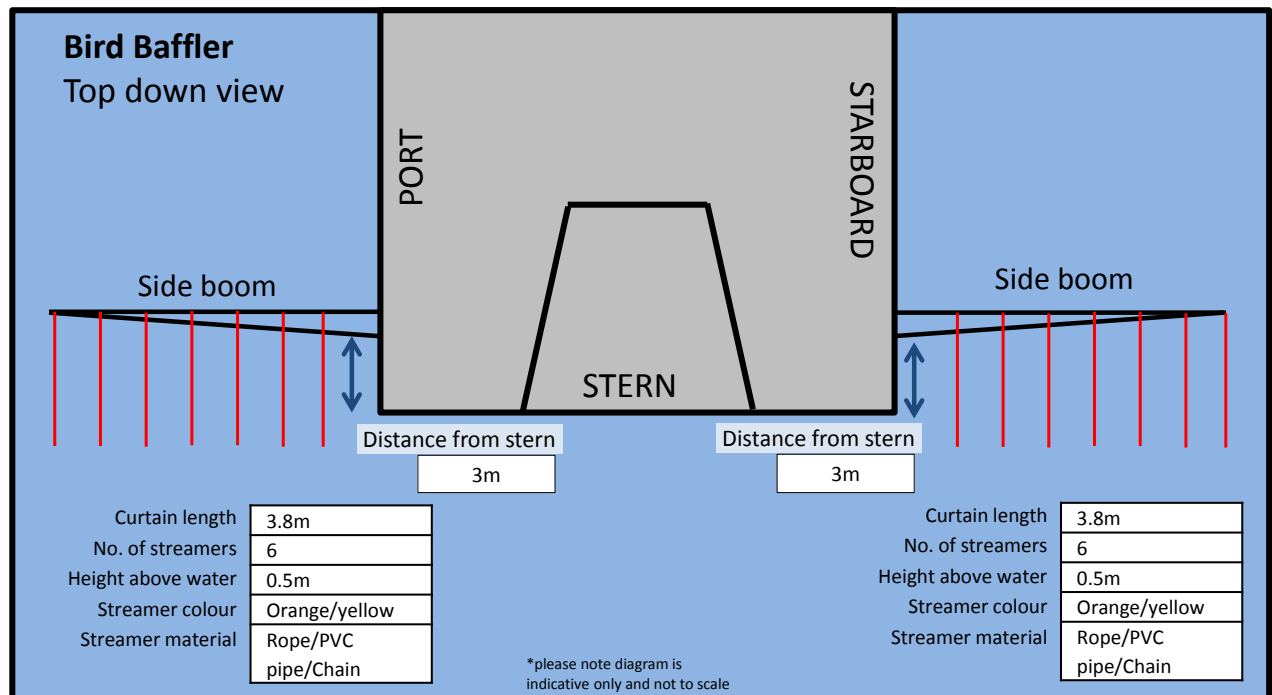 Bird Baffler
Top down view
PORT
STARBOARD
Side boom
Side boom
STERN
Distance from stern
3m
Distance from stern
3m
Curtain length 3.8m
No. of streamers 6
Height above water 0.5m
Streamer colour Orange/yellow
Streamer material Rope/PVC
pipe/Chain
Curtain length 3.8m
No. of streamers 6
Height above water 0.5m
Streamer colour Orange/yellow
Streamer material Rope/PVC
pipe/Chain
*please note diagram is
indicative only and not to scale